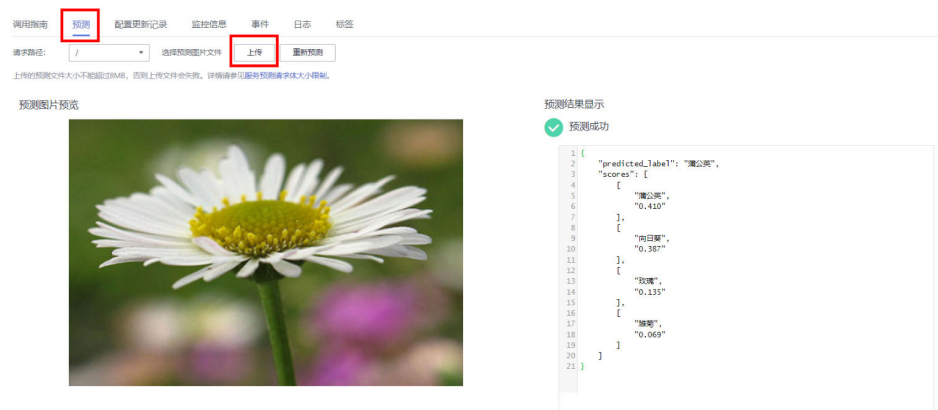 调用指南 预测 配置更新记录 监控信息 事件 日志 标签
请求路径: / 选择预测图片文件 上传 重新预测
上传的预测文件大小不能超过8MB，否则上传文件会失败。详情请参见服务预测请求体大小限制。
预测图片预览
预测结果显示
预测成功
1 {
2 "predicted_label": "蒲公英",
3 "scores": [
4 [
5 "蒲公英",
6 "0.410"
7 ],
8 [
9 "向日葵",
10 "0.387"
11 ],
12 [
13 "玫瑰",
14 "0.135"
15 ],
16 [
17 "雏菊",
18 "0.069"
19 ]
20 ]
21 }